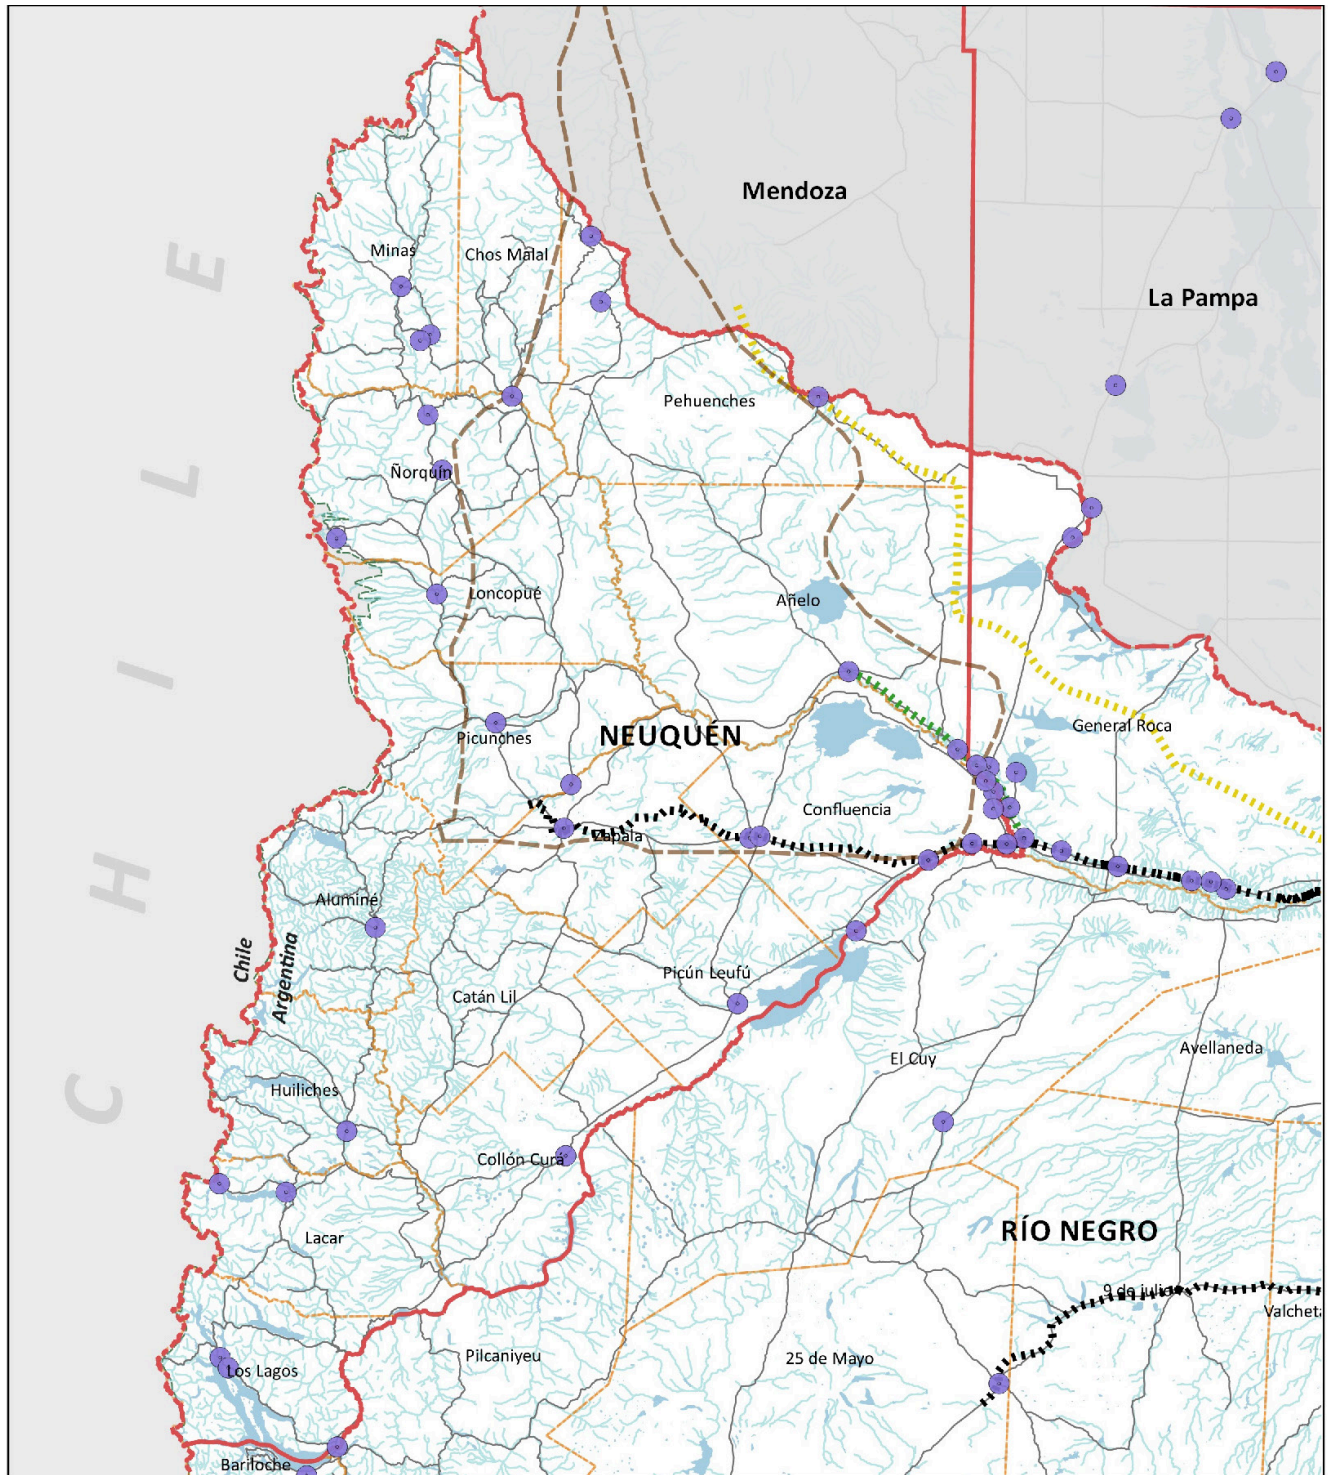 Mendoza
Minas
Chos Malal
La Pampa
Pehuenches
Ñorquín
Loncopué
Añelo
General Roca
NEUQUÉN
Picunches
Confluencia
Zapala
Aluminé
Chile
Argentina
Picún Leufú
Catán Lil
El Cuy
Avellaneda
Huiliches
Collón Curá
RÍO NEGRO
Lacar
9 de julio
Valcheta
Pilcaniyeu
25 de Mayo
Los Lagos
Bariloche
CHILE